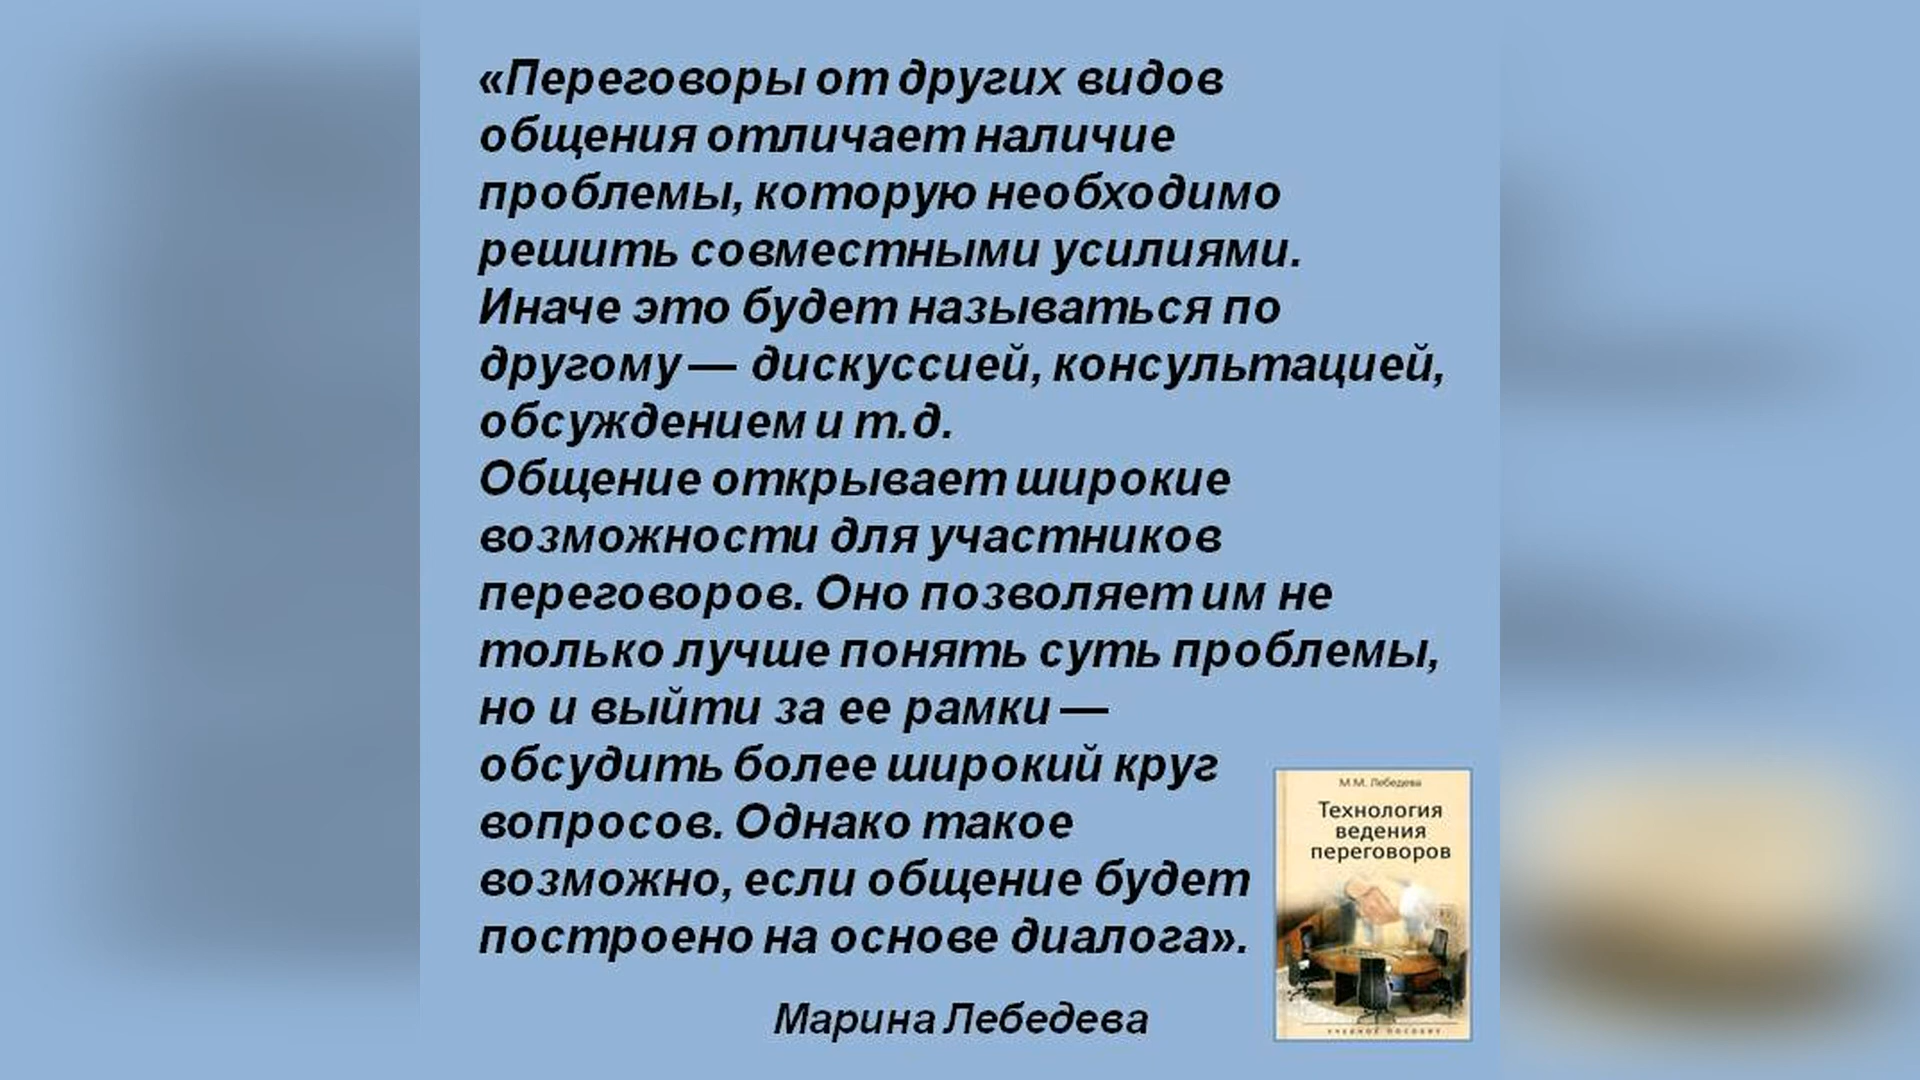 «Переговоры от других видов
общения отличает наличие
проблемы, которую необходимо
решить совместными усилиями.
Иначе это будет называться по
другому — дискуссией, консультацией,
обсуждением и т.д.
Общение открывает широкие
возможности для участников
переговоров. Оно позволяет им не
только лучше понять суть проблемы,
но и выйти за ее рамки —
обсудить более широкий круг
вопросов. Однако такое
возможно, если общение будет
построено на основе диалога».
Марина Лебедева
М.М. Лебедева
Технология
ведения
переговоров
УЧЕБНОЕ ПОСОБИЕ